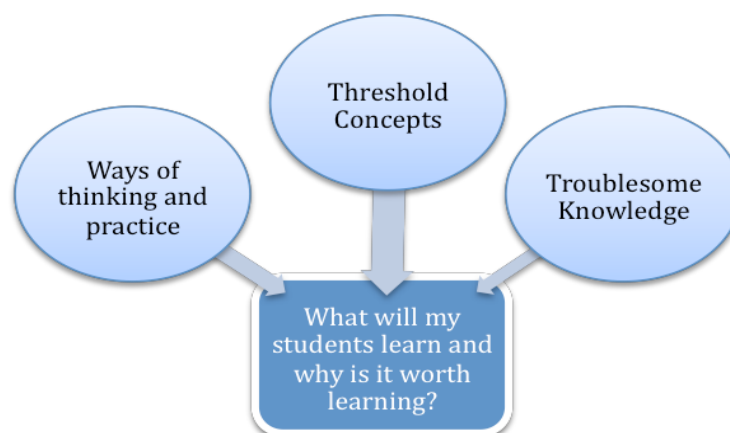 Ways of
thinking and
practice
Threshold
Concepts
Troublesome
Knowledge
What will my
students learn and
why is it worth
learning?